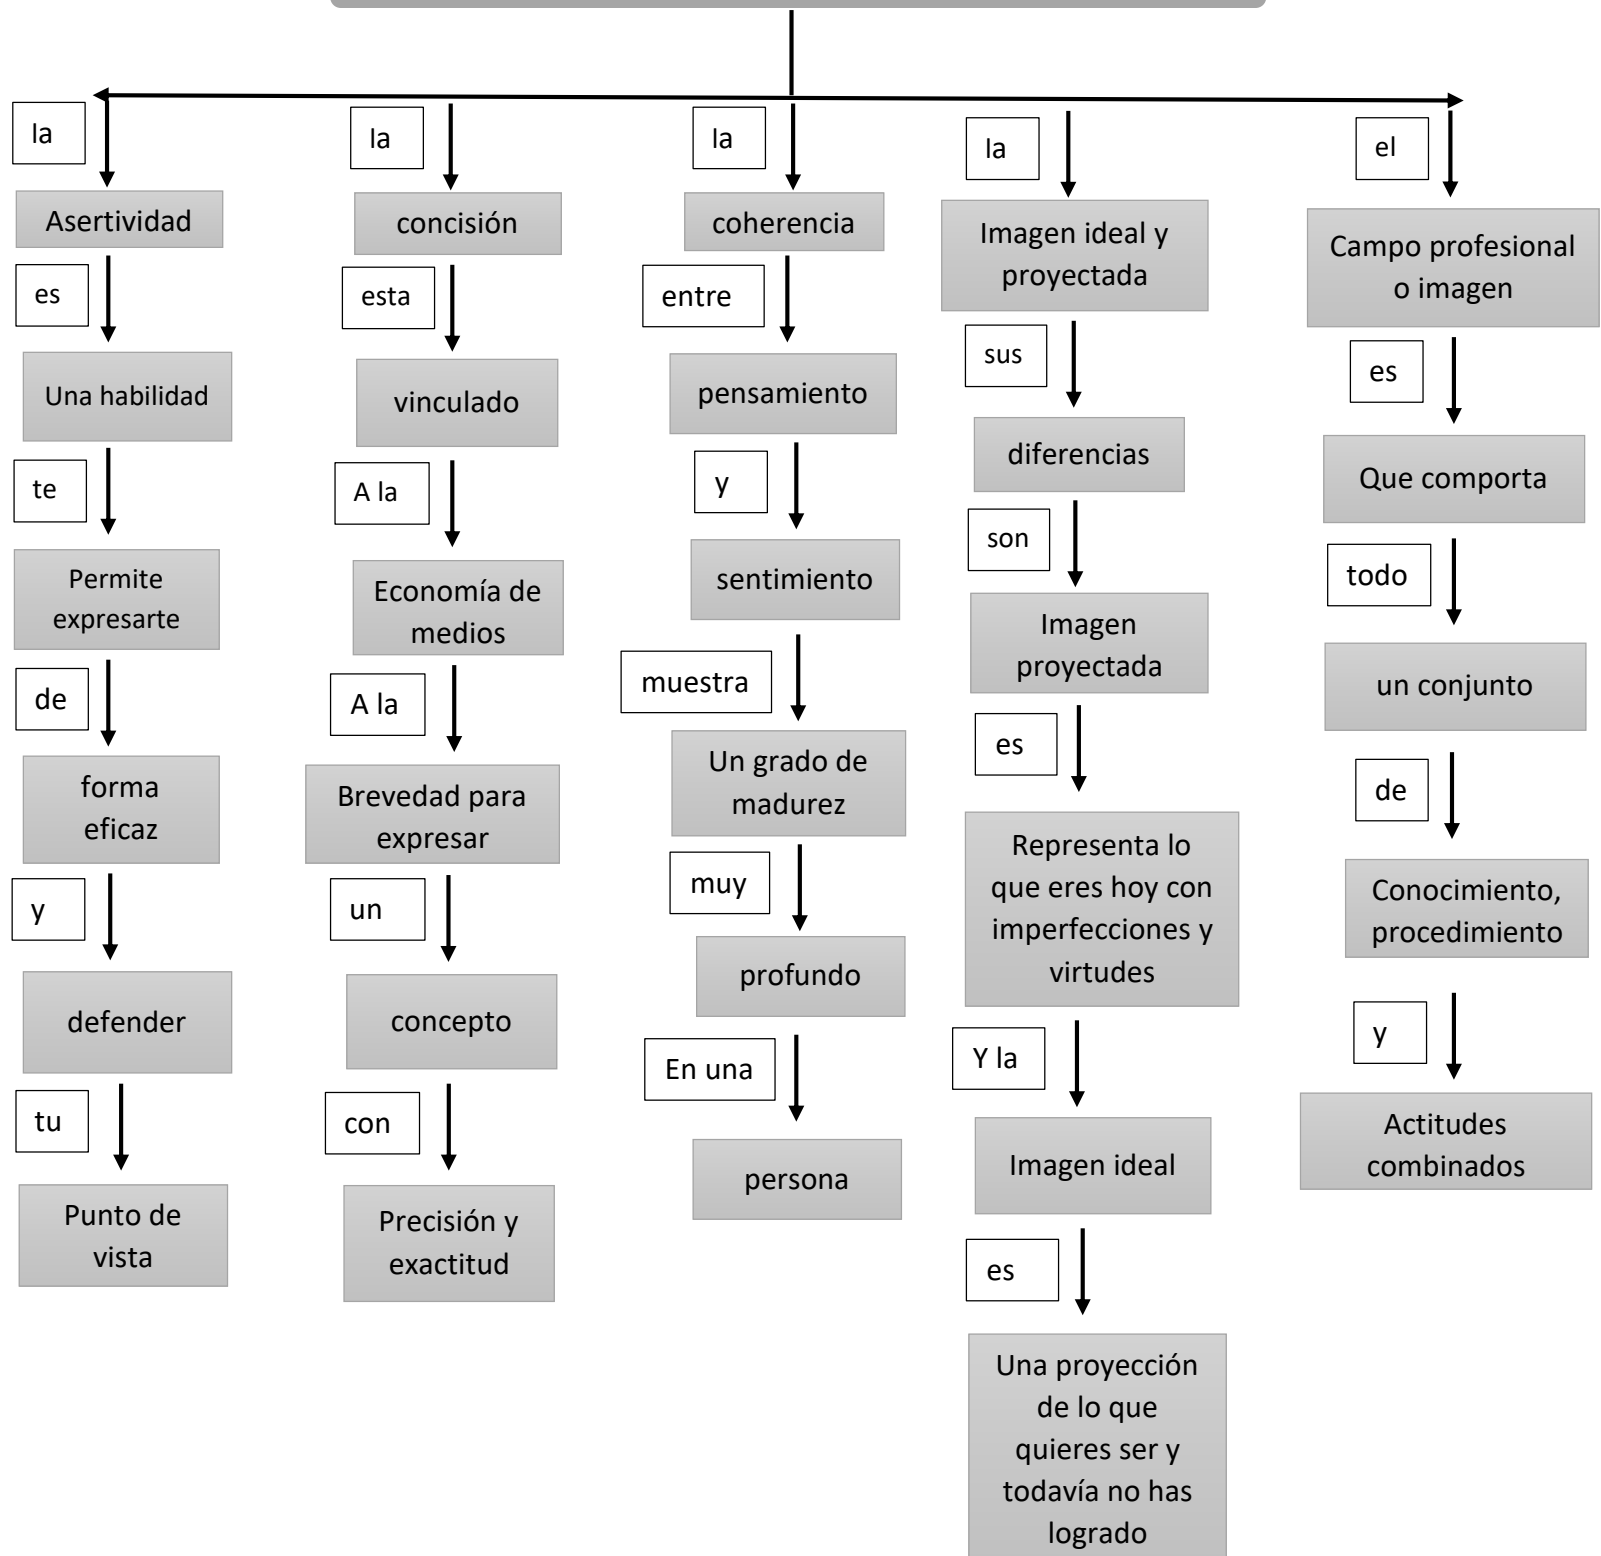 la
Asertividad
es
Una habilidad
te
Permite
expresarte
de
forma
eficaz
y
defender
tu
Punto de
vista
la
concisión
esta
vinculado
A la
Economía de
medios
A la
Brevedad para
expresar
un
concepto
con
Precisión y
exactitud
la
coherencia
entre
pensamiento
y
sentimiento
muestra
Un grado de
madurez
muy
profundo
En una
persona
la
Imagen ideal y
proyectada
sus
diferencias
son
Imagen
proyectada
es
Representa lo
que eres hoy con
imperfecciones y
virtudes
Y la
Imagen ideal
es
Una proyección
de lo que
quieres ser y
todavía no has
logrado
el
Campo profesional
o imagen
es
Que comporta
todo
un conjunto
de
Conocimiento,
procedimiento
y
Actitudes
combinados